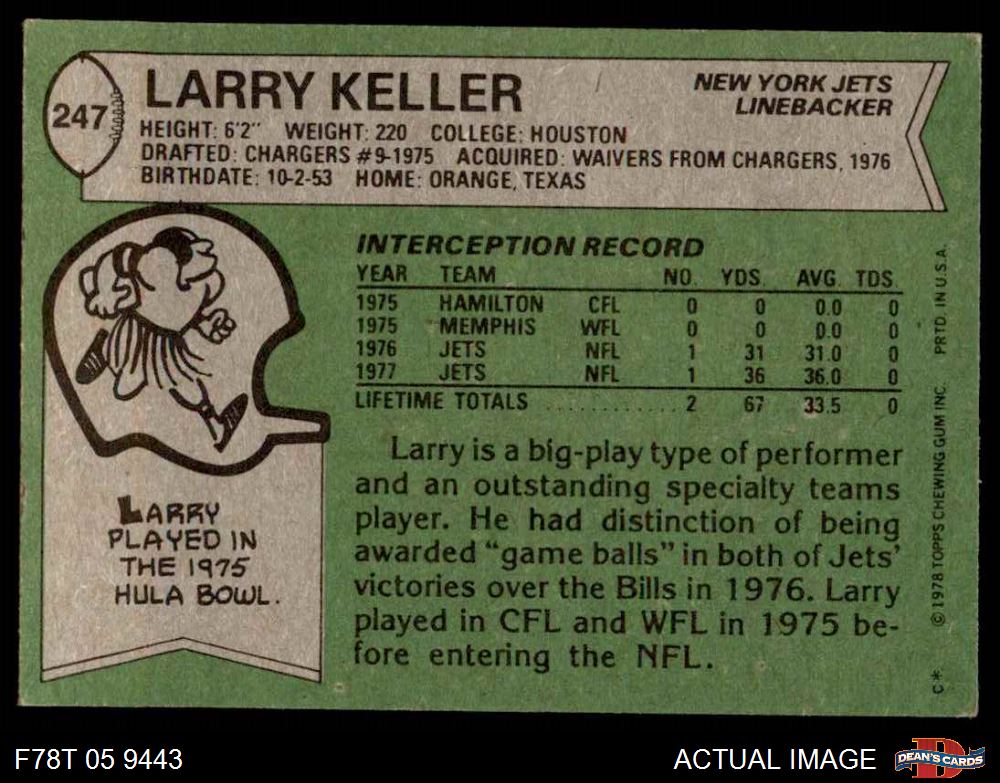 247
LARRY KELLER
NEW YORK JETS
LINEBACKER
HEIGHT: 6'2" WEIGHT: 220 COLLEGE: HOUSTON
DRAFTED: CHARGERS #9-1975 ACQUIRED: WAIVERS FROM CHARGERS, 1976
BIRTHDATE: 10-2-53 HOME: ORANGE, TEXAS
INTERCEPTION RECORD
YEAR TEAM NO. YDS. AVG. TDS.
1975 HAMILTON CFL 0 0 0.0 0
1975 MEMPHIS WFL 0 0 0.0 0
1976 JETS NFL 1 31 31.0 0
1977 JETS NFL 1 36 36.0 0
LIFETIME TOTALS ............ 2 67 33.5 0
Larry is a big-play type of performer
and an outstanding specialty teams
player. He had distinction of being
awarded "game balls" in both of Jets'
victories over the Bills in 1976. Larry
played in CFL and WFL in 1975 be-
fore entering the NFL.
LARRY
PLAYED IN
THE 1975
HULA BOWL.
C* © 1978 TOPPS CHEWING GUM INC. PRTD. IN U.S.A.
F78T 05 9443
ACTUAL IMAGE
D
DEAN'S CARDS